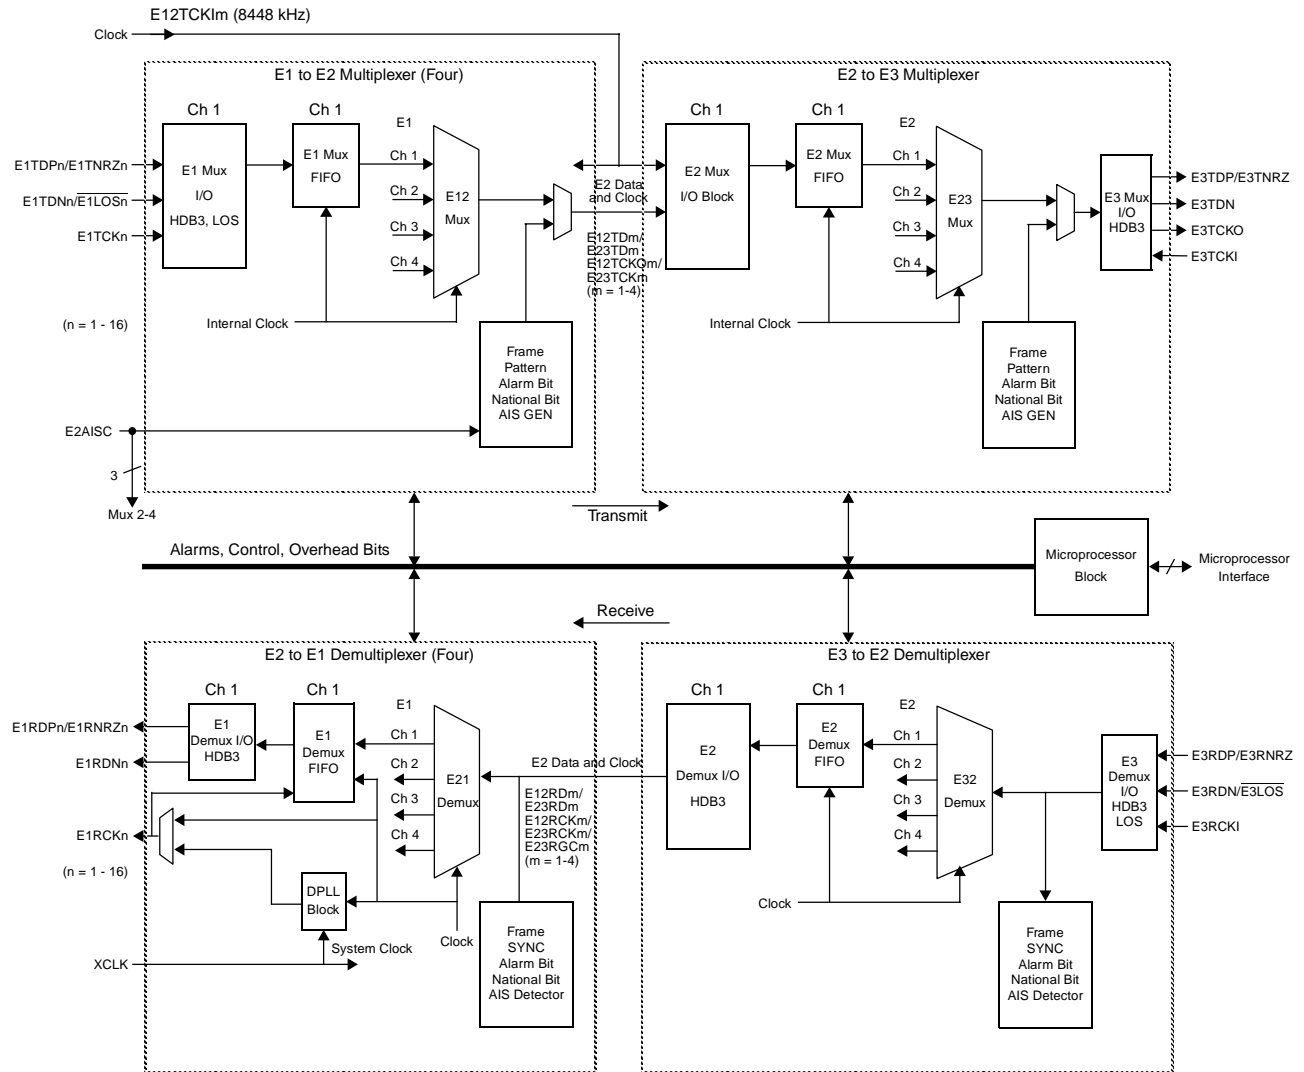 E12TCKIm (8448 kHz)
Clock
E1 to E2 Multiplexer (Four)
Ch 1
Ch 1
E1TDPn/E1TNRZn
E1TDNn/E1LOSn
E1TCKn
E1 Mux
I/O
HDB3, LOS
E1 Mux
FIFO
E1
Ch 1
Ch 2
Ch 3
Ch 4
E12
Mux
Internal Clock
(n = 1 - 16)
Frame
Pattern
Alarm Bit
National Bit
AIS GEN
E2AISC
3
Mux 2-4
E2 Data
and Clock
E12TDm/
E23TDm
E12TCKOm/
E23TCKm
(m = 1-4)
E2 to E3 Multiplexer
Ch 1
Ch 1
E2 Mux
I/O Block
E2 Mux
FIFO
E2
Ch 1
Ch 2
Ch 3
Ch 4
E23
Mux
Internal Clock
Frame
Pattern
Alarm Bit
National Bit
AIS GEN
E3 Mux
I/O
HDB3
E3TDP/E3TNRZ
E3TDN
E3TCKO
E3TCKI
Transmit
Alarms, Control, Overhead Bits
Microprocessor
Block
Microprocessor
Interface
Receive
E2 to E1 Demultiplexer (Four)
Ch 1
Ch 1
E1RDPn/E1RNRZn
E1RDNn
E1RCKn
(n = 1 - 16)
E1
Demux I/O
HDB3
E1
Demux
FIFO
E1
Ch 1
Ch 2
Ch 3
Ch 4
E21
Demux
DPLL
Block
System Clock
XCLK
Clock
Frame
SYNC
Alarm Bit
National Bit
AIS Detector
E2 Data and Clock
E12RDm/
E23RDm
E12RCKm/
E23RCKm/
E23RGCm
(m = 1-4)
E3 to E2 Demultiplexer
Ch 1
Ch 1
E2
Demux I/O
HDB3
E2
Demux
FIFO
E2
Ch 1
Ch 2
Ch 3
Ch 4
E32
Demux
Clock
Frame
SYNC
Alarm Bit
National Bit
AIS Detector
E3
Demux
I/O
HDB3
LOS
E3RDP/E3RNRZ
E3RDN/E3LOS
E3RCKI